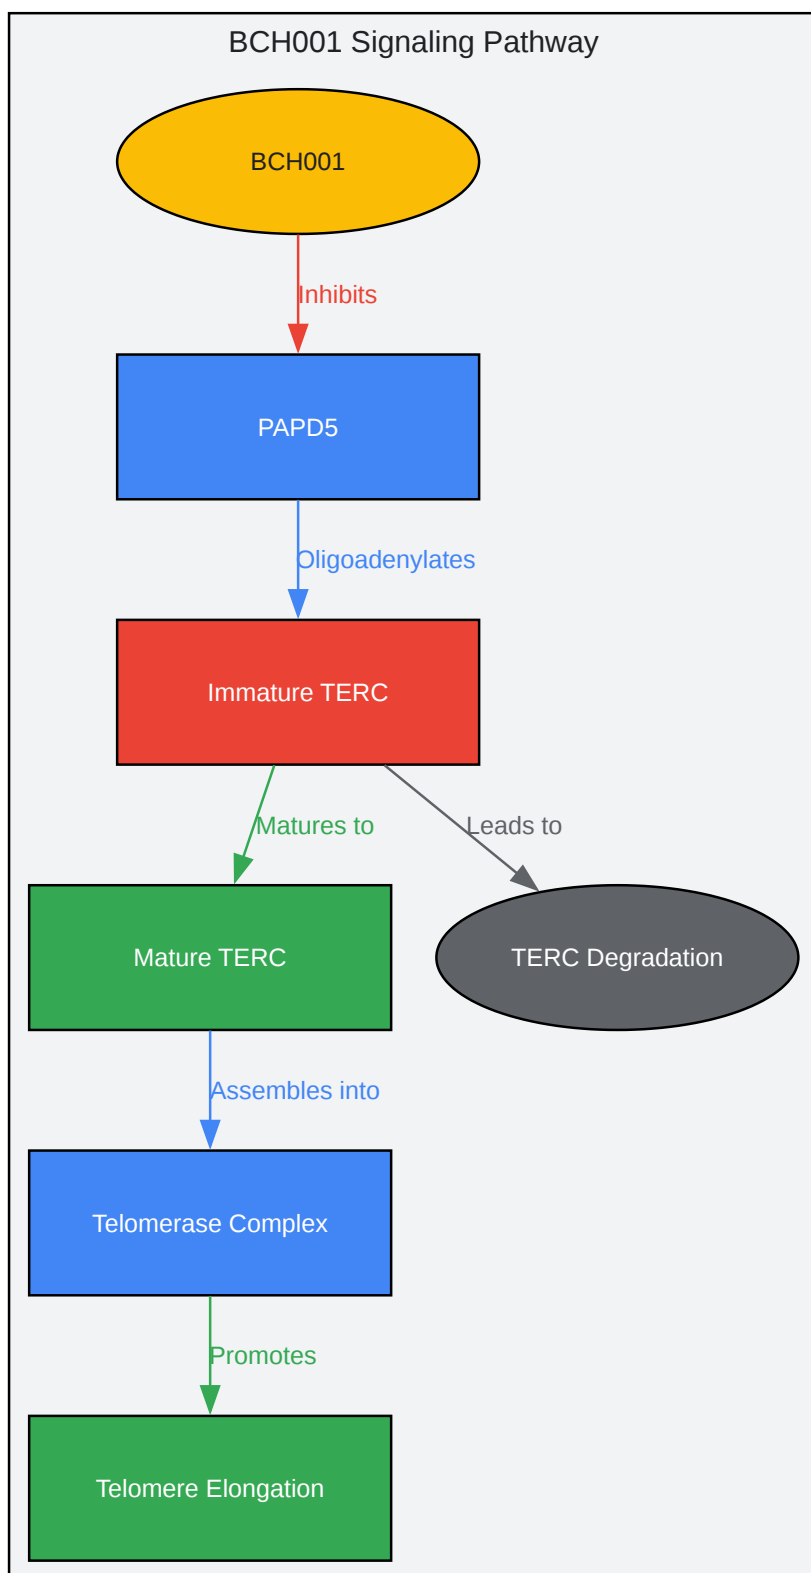 BCH001 Signaling Pathway
BCH001
Inhibits
PAPD5
Oligoadenylates
Immature TERC
Matures to
Leads to
Mature TERC
TERC Degradation
Assembles into
Telomerase Complex
Promotes
Telomere Elongation